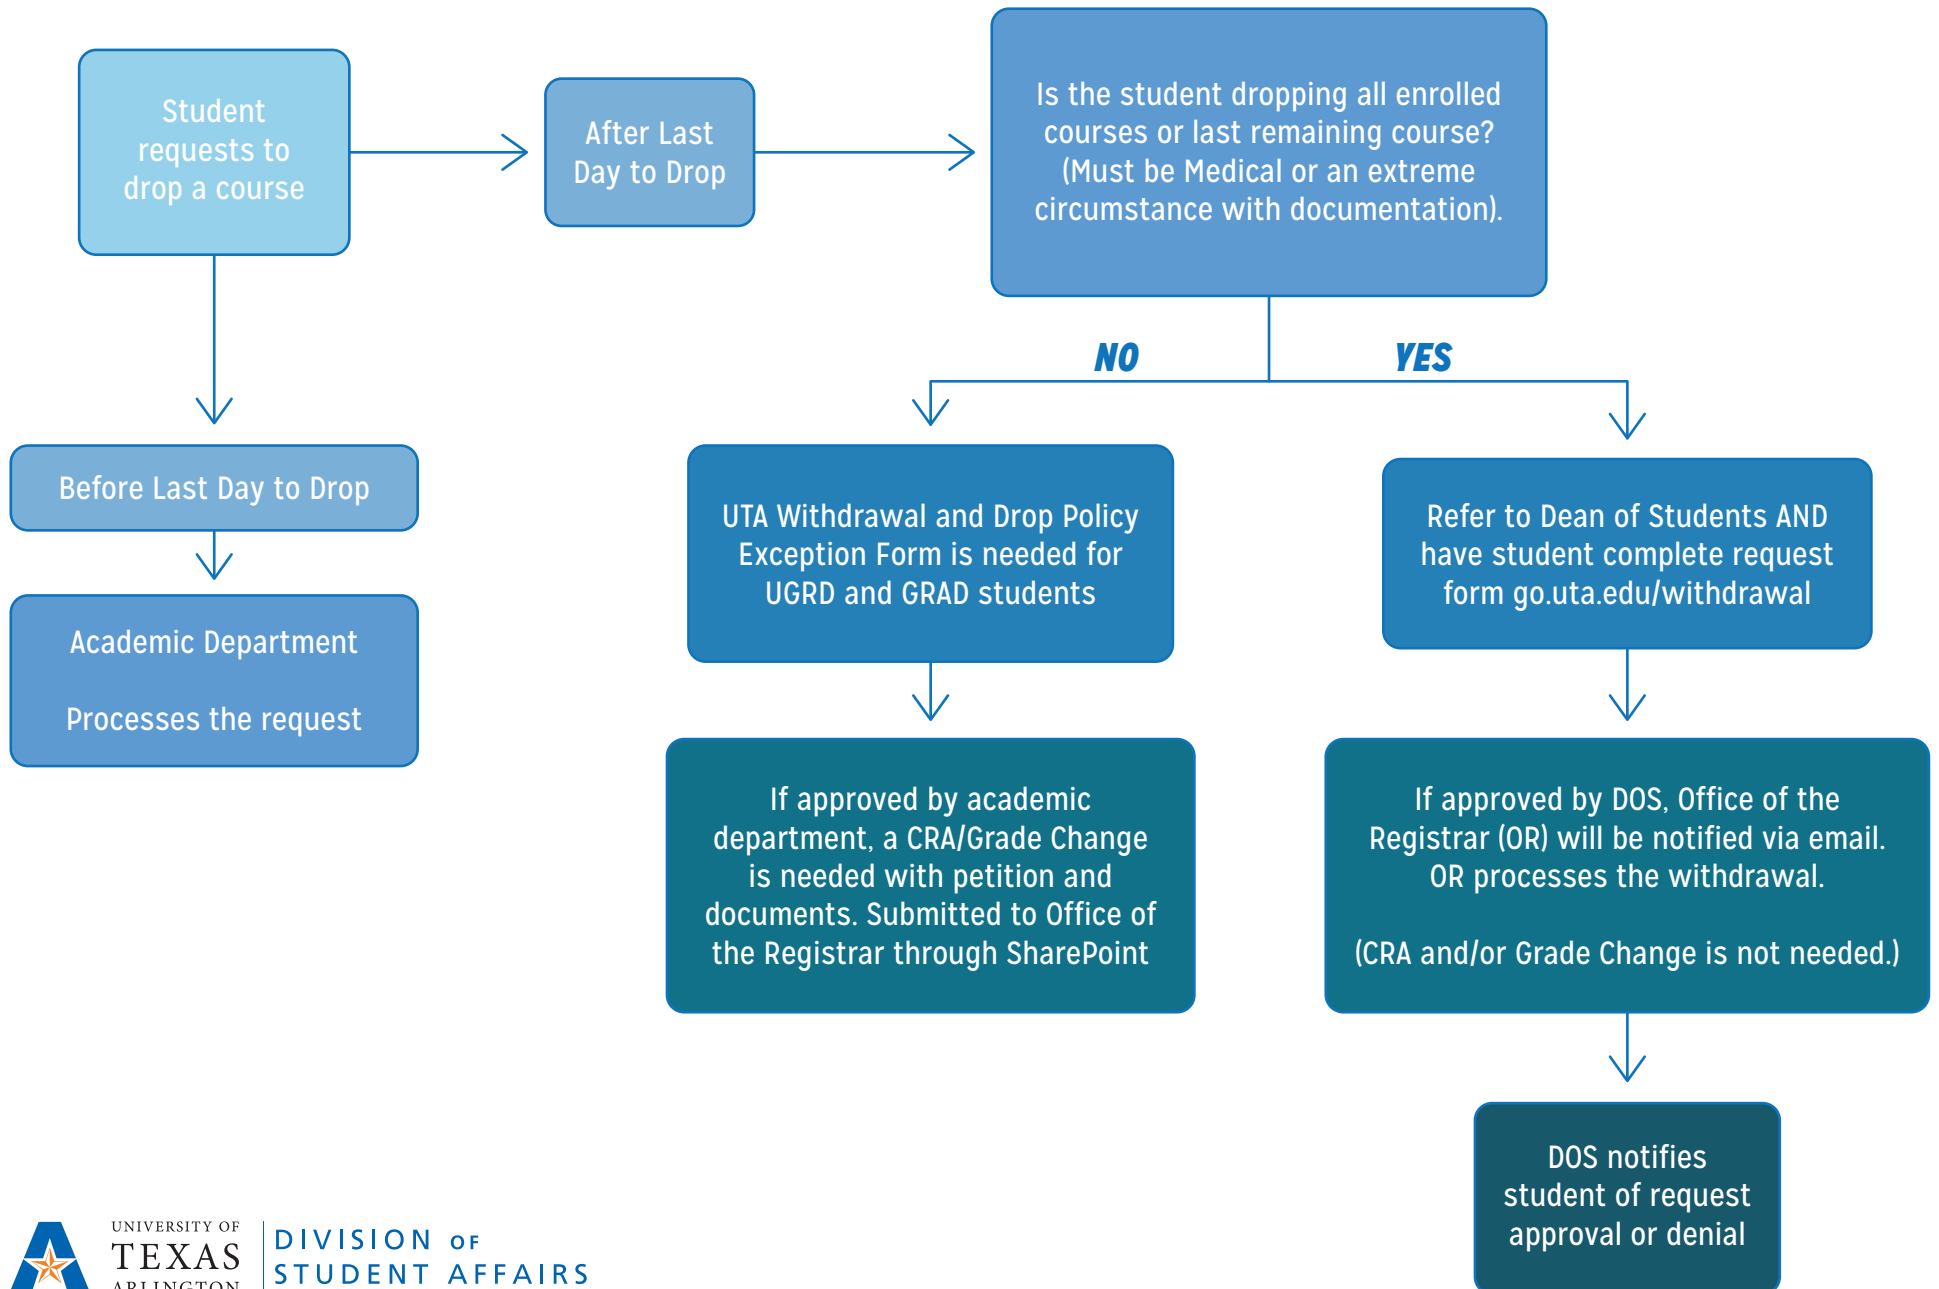 Student
requests to
drop a course
After Last
Day to Drop
Is the student dropping all enrolled
courses or last remaining course?
(Must be Medical or an extreme
circumstance with documentation).
NO
YES
Before Last Day to Drop
Academic Department
Processes the request
UTA Withdrawal and Drop Policy
Exception Form is needed for
UGRD and GRAD students
Refer to Dean of Students AND
have student complete request
form go.uta.edu/withdrawal
If approved by academic
department, a CRA/Grade Change
is needed with petition and
documents. Submitted to Office of
the Registrar through SharePoint
If approved by DOS, Office of the
Registrar (OR) will be notified via email.
OR processes the withdrawal.
(CRA and/or Grade Change is not needed.)
DOS notifies
student of request
approval or denial
UNIVERSITY OF
TEXAS
ARLINGTON
DIVISION OF
STUDENT AFFAIRS